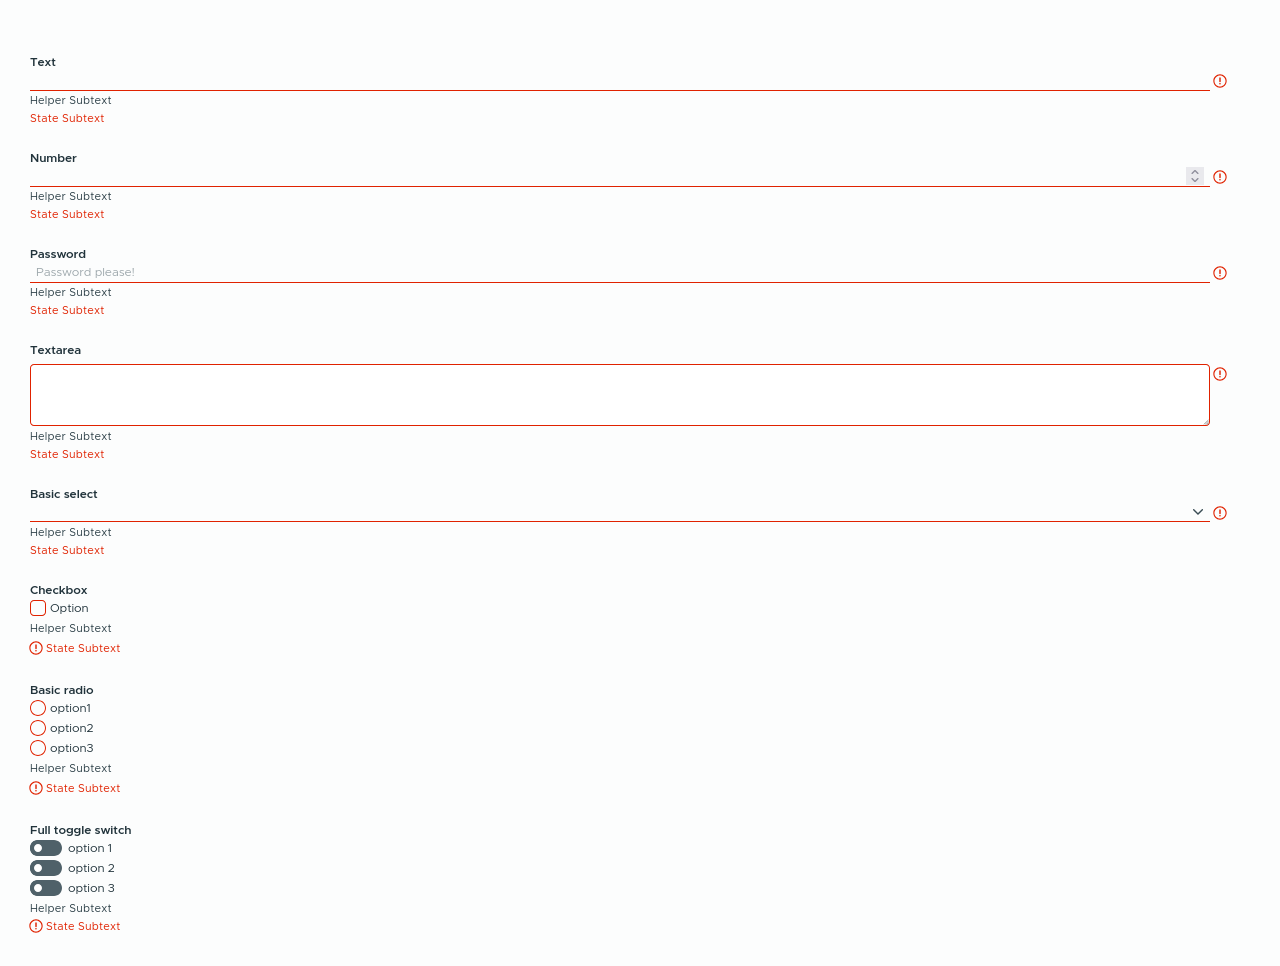 Text
Helper Subtext
State Subtext
Number
Helper Subtext
State Subtext
Password
Password please!
Helper Subtext
State Subtext
Textarea
Helper Subtext
State Subtext
Basic select
Helper Subtext
State Subtext
Checkbox
Option
Helper Subtext
State Subtext
Basic radio
option1
option2
option3
Helper Subtext
State Subtext
Full toggle switch
option 1
option 2
option 3
Helper Subtext
State Subtext